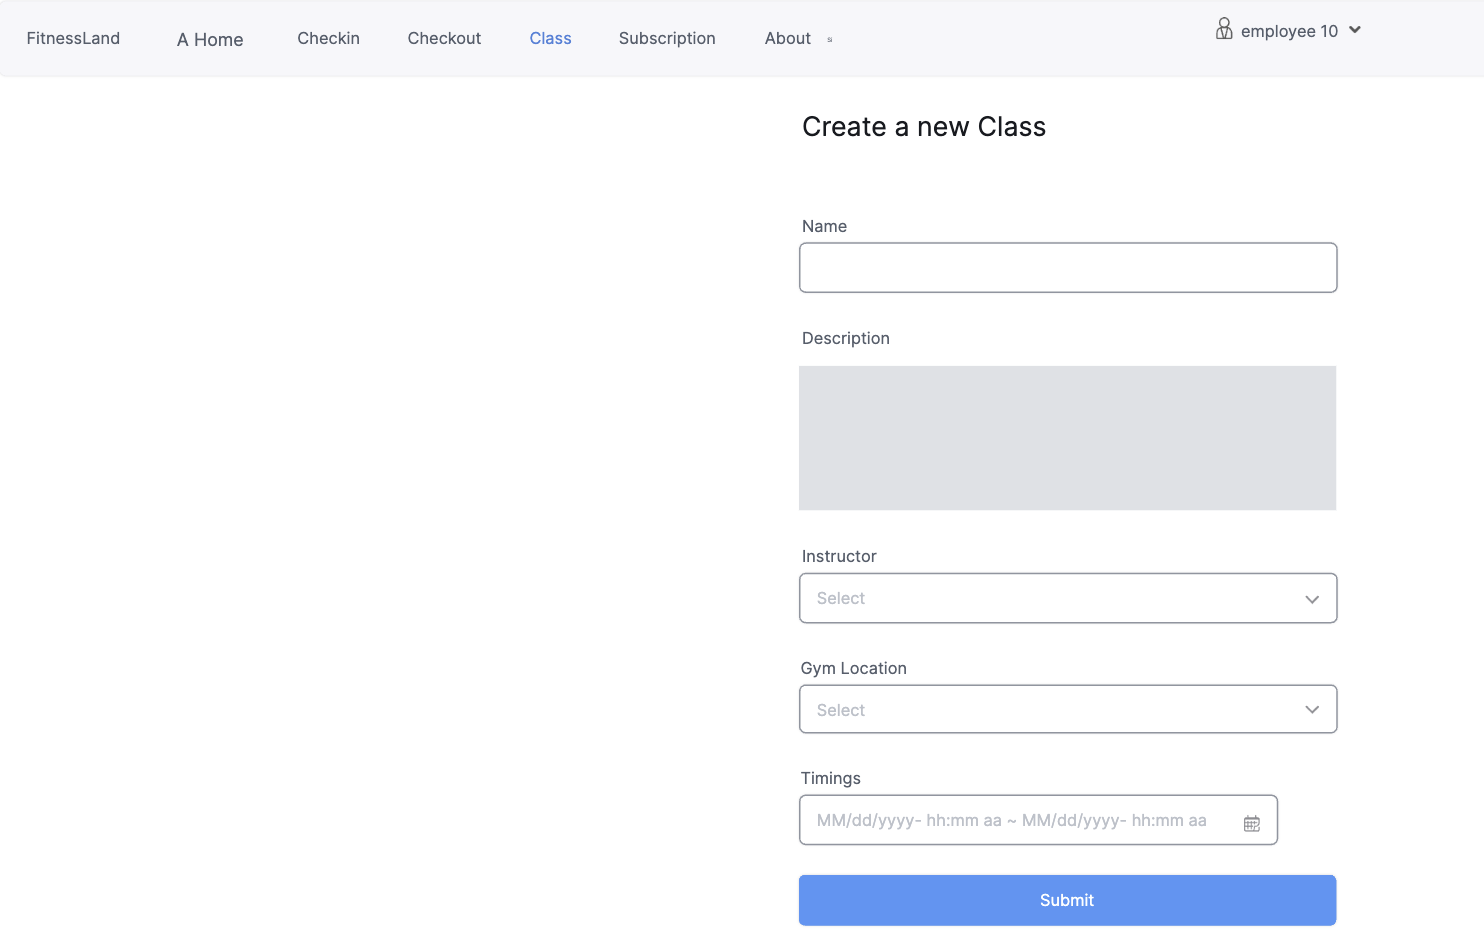 FitnessLand A Home Checkin Checkout Class Subscription About employee 10
Create a new Class
Name
Description
Instructor
Select
Gym Location
Select
Timings
MM/dd/yyyy- hh:mm aa ~ MM/dd/yyyy- hh:mm aa
Submit